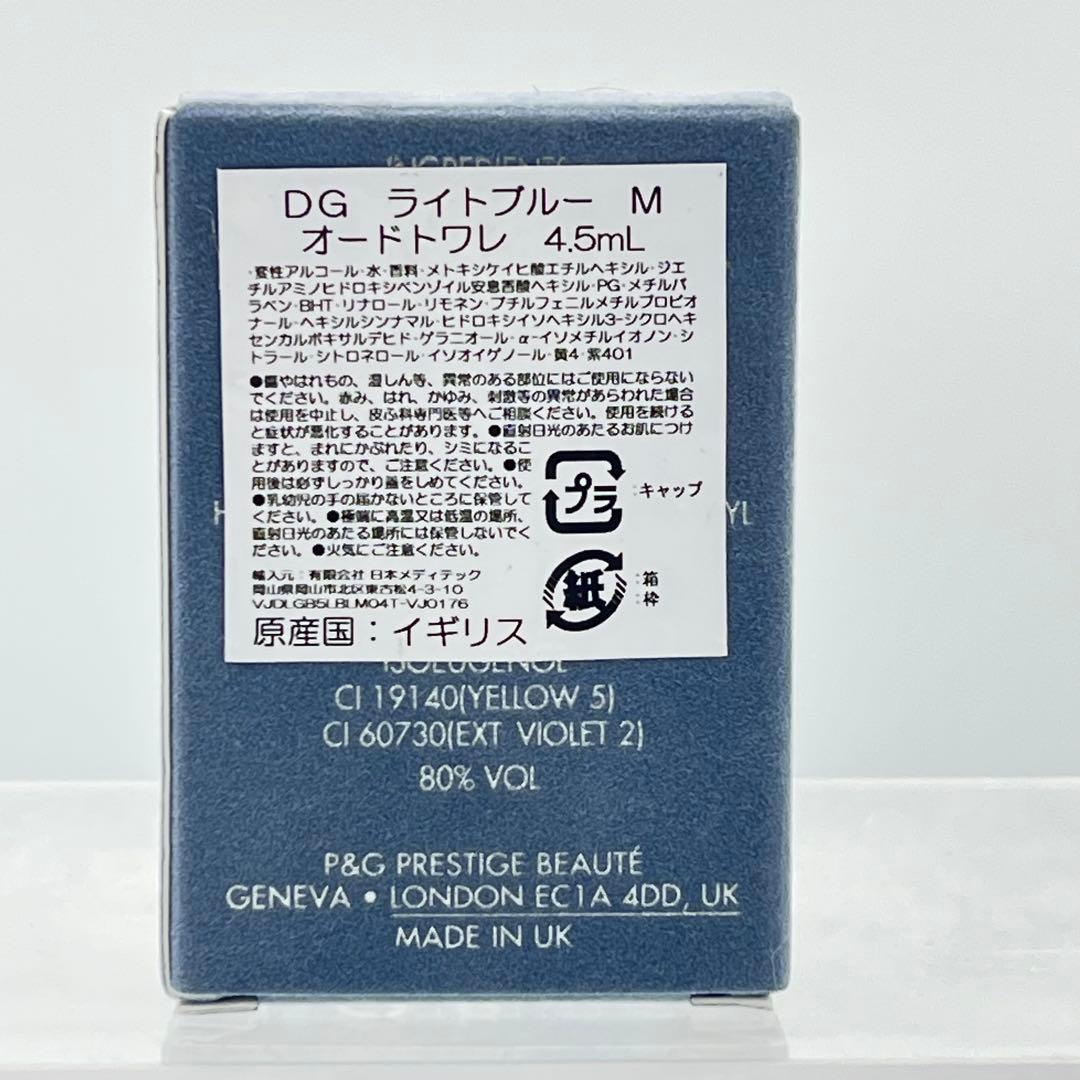 DG ライトブルー M
オードトワレ 4.5mL
・変性アルコール・水・香料・メトキシケイヒ酸エチルヘキシル・ジエ
チルアミノヒドロキシベンゾイル安息香酸ヘキシル・PG・メチルパ
ラベン・BHT・リナロール・リモネン・ブチルフェニルメチルプロピオ
ナール・ヘキシルシンナマル・ヒドロキシイソヘキシル3-シクロヘキ
センカルボキサルデヒド・ゲラニオール・α-イソメチルイオノン・シ
トラール・シトロネロール・イソオイゲノール・黄4・紫401
●傷やはれもの、湿しん等、異常のある部位にはご使用にならない
でください。赤み、はれ、かゆみ、刺激等の異常があらわれた場合
は使用を中止し、皮ふ科専門医等へご相談ください。使用を続ける
と症状が悪化することがあります。●直射日光のあたるお肌につけ
ますと、まれにかぶれたり、シミになるこ
とがありますので、ご注意ください。●使
用後は必ずしっかり蓋をしめてください。
●乳幼児の手の届かないところに保管して
ください。●極端に高温又は低温の場所、
直射日光のあたる場所には保管しないでく
ださい。●火気にご注意ください。
プラ
:キャップ
紙
:箱
:枠
輸入元:有限会社 日本メディテック
岡山県岡山市北区東古松4-3-10
VJDLGB5LBLM04T-VJ0176
原産国:イギリス
CI 19140(YELLOW 5)
CI 60730(EXT VIOLET 2)
80% VOL
P&G PRESTIGE BEAUTÉ
GENEVA • LONDON EC1A 4DD, UK
MADE IN UK